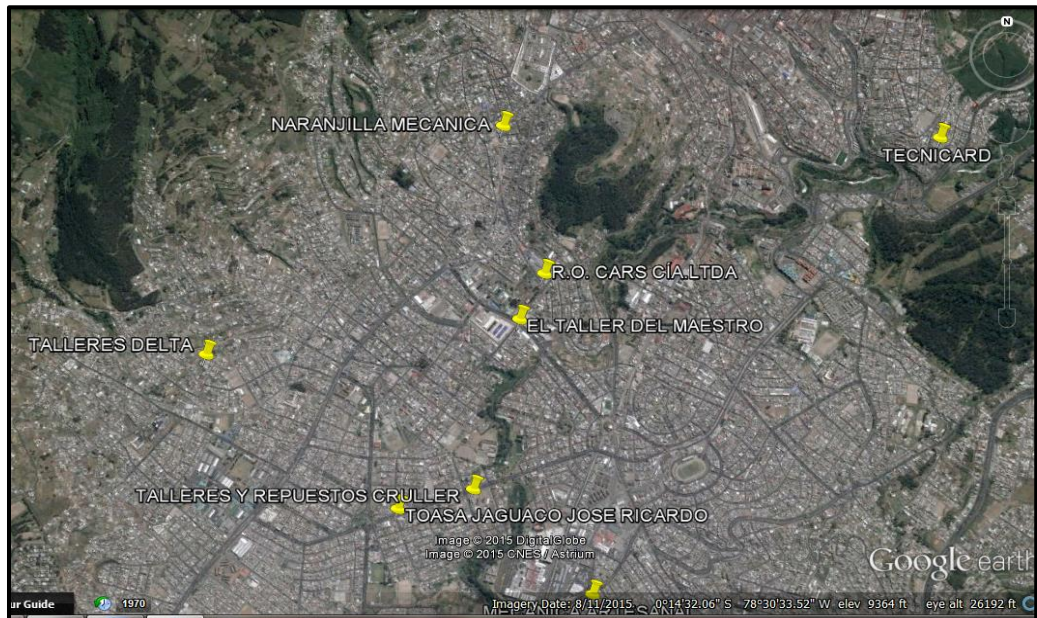 N
NARANJILLA MECANICA
TECNICARD
R.O. CARS CÍA.LTDA
EL TALLER DEL MAESTRO
TALLERES DELTA
TALLERES Y REPUESTOS CRULLER
TOASA JAGUACO JOSE RICARDO
Image © 2015 DigitalGlobe
Image © 2015 CNES / Astrium
Google earth
ur Guide
1970
Imagery Date: 8/11/2015 0°14'32.06" S 78°30'33.52" W elev 9364 ft eye alt 26192 ft
MECANICA ARTESANAL